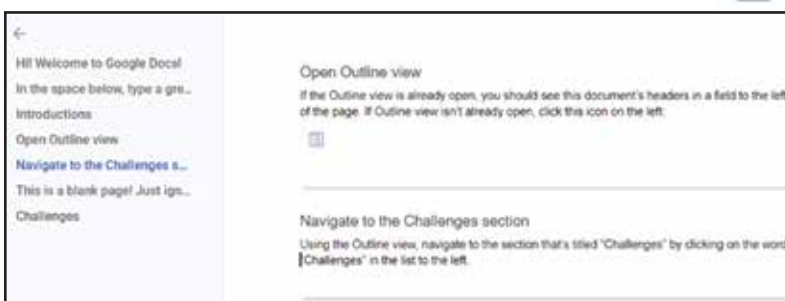 Hi! Welcome to Google Docs!
In the space below, type a gre...
Introductions
Open Outline view
Navigate to the Challenges s...
This is a blank page! Just ign...
Challenges
Open Outline view
If the Outline view is already open, you should see this document's headers in a field to the left
of the page. If Outline view isn't already open, click this icon on the left:
Navigate to the Challenges section
Using the Outline view, navigate to the section that's titled "Challenges" by clicking on the word
"Challenges" in the list to the left.